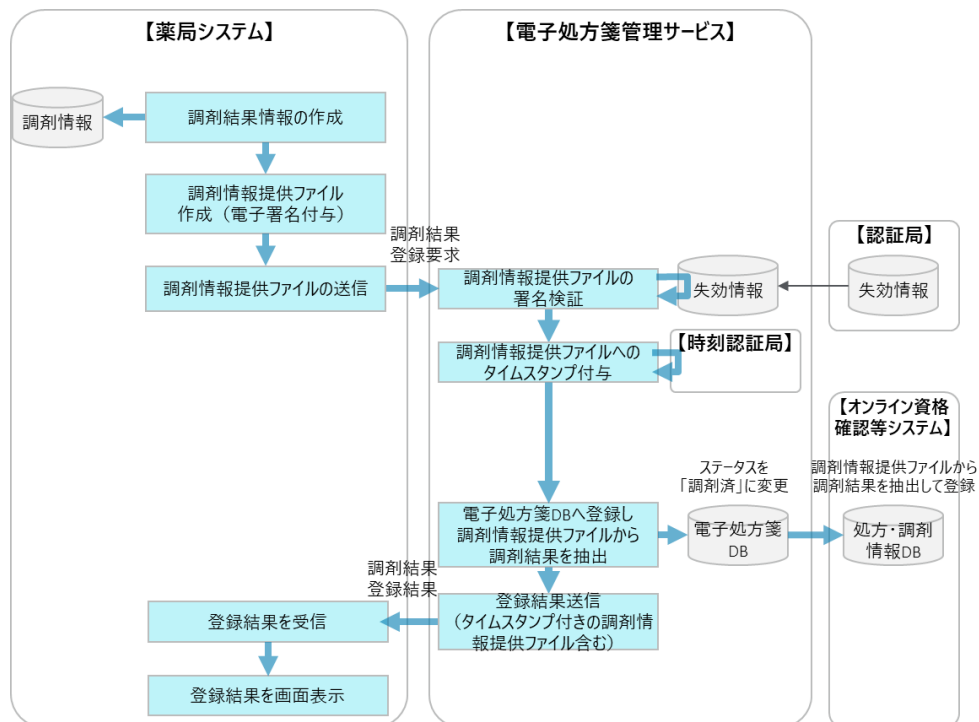 【薬局システム】
【電子処方箋管理サービス】
調剤情報
調剤結果情報の作成
調剤情報提供ファイル
作成（電子署名付与）
調剤情報提供ファイルの送信
調剤結果
登録要求
調剤情報提供ファイルの
署名検証
失効情報
【認証局】
失効情報
調剤情報提供ファイルへの
タイムスタンプ付与
【時刻認証局】
【オンライン資格
確認等システム】
ステータスを
「調剤済」に変更
調剤情報提供ファイルから
調剤結果を抽出して登録
電子処方箋DBへ登録し
調剤情報提供ファイルから
調剤結果を抽出
電子処方箋
DB
処方・調剤
情報DB
調剤結果
登録結果
登録結果送信
（タイムスタンプ付きの調剤情
報提供ファイル含む）
登録結果を受信
登録結果を画面表示